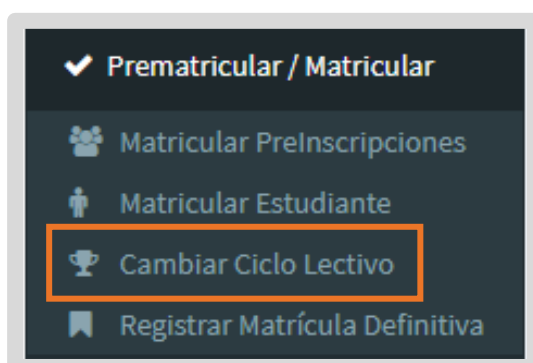 Prematricular / Matricular
Matricular PreInscripciones
Matricular Estudiante
Cambiar Ciclo Lectivo
Registrar Matrícula Definitiva